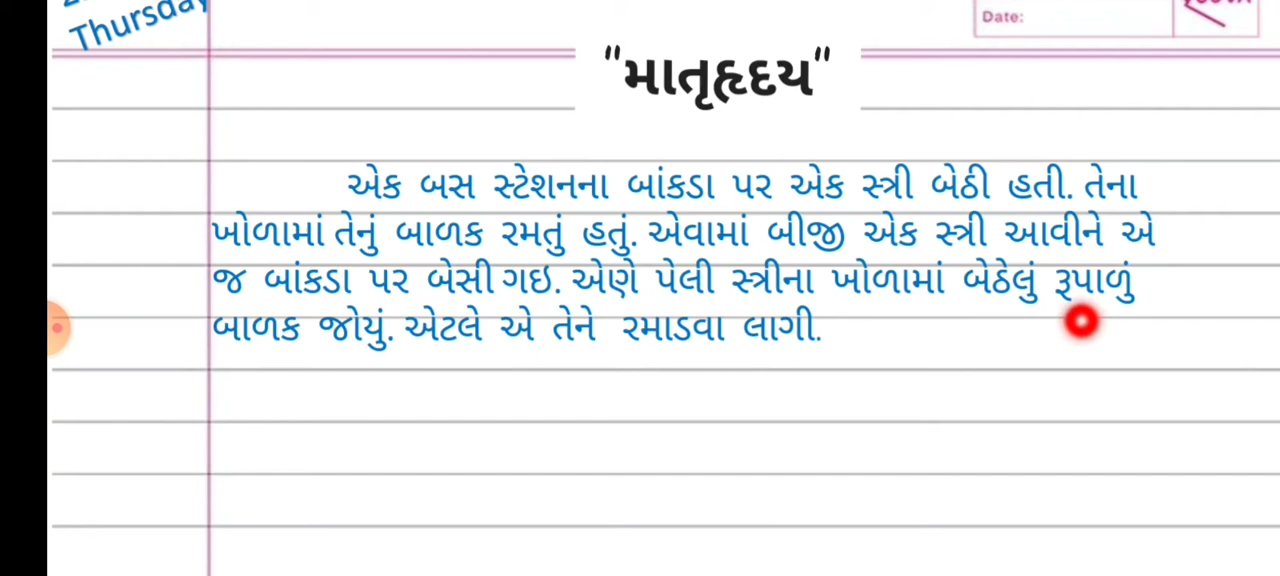 Thursday
Date:
"માતૃહૃદય"
એક બસ સ્ટેશનના બાંકડા પર એક સ્ત્રી બેઠી હતી. તેના
ખોળામાં તેનું બાળક રમતું હતું. એવામાં બીજી એક સ્ત્રી આવીને એ
જ બાંકડા પર બેસી ગઇ. એણે પેલી સ્ત્રીના ખોળામાં બેઠેલું રૂપાળું
બાળક જોયું. એટલે એ તેને રમાડવા લાગી.